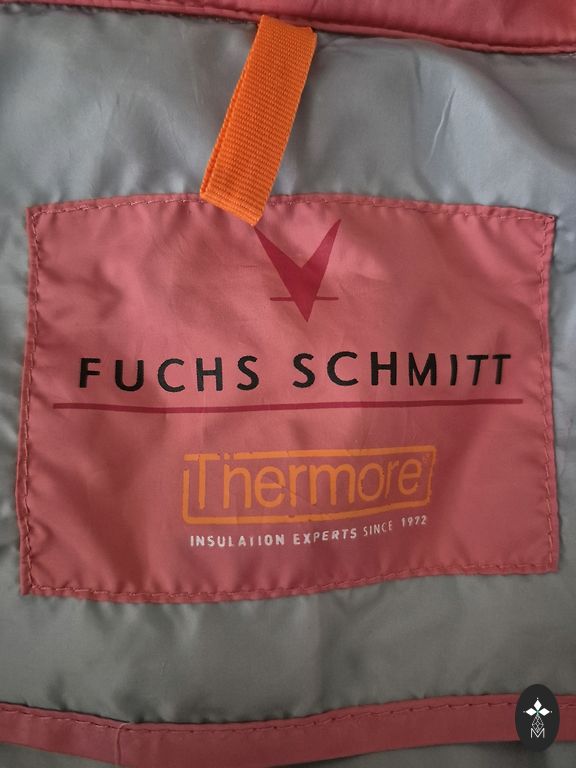 FUCHS SCHMITT
Thermore®
INSULATION EXPERTS SINCE 1972
M